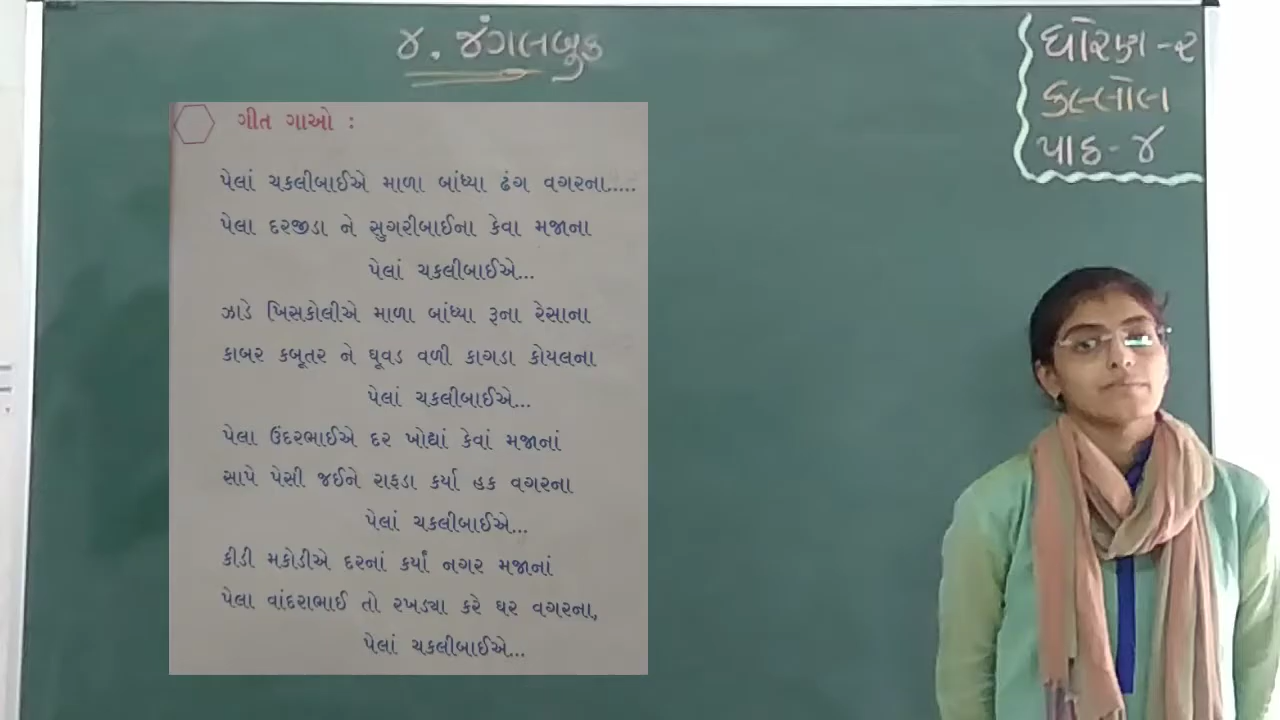 ૪. જંગલબુક
ધોરણ - ૨
કલ્લોલ
પાઠ - ૪
ગીત ગાઓ :
પેલાં ચકલીબાઈએ માળા બાંધ્યા ઢંગ વગરના.....
પેલા દરજીડા ને સુગરીબાઈના કેવા મજાના
પેલાં ચકલીબાઈએ...
ઝાડે ખિસકોલીએ માળા બાંધ્યા રૂના રેસાના
કાબર કબૂતર ને ઘૂવડ વળી કાગડા કોયલના
પેલાં ચકલીબાઈએ...
પેલા ઉંદરભાઈએ દર ખોદ્યાં કેવાં મજાનાં
સાપે પેસી જઈને રાફડા કર્યા હક વગરના
પેલાં ચકલીબાઈએ...
કીડી મકોડીએ દરનાં કર્યાં નગર મજાનાં
પેલા વાંદરાભાઈ તો રખડ્યા કરે ઘર વગરના,
પેલાં ચકલીબાઈએ...